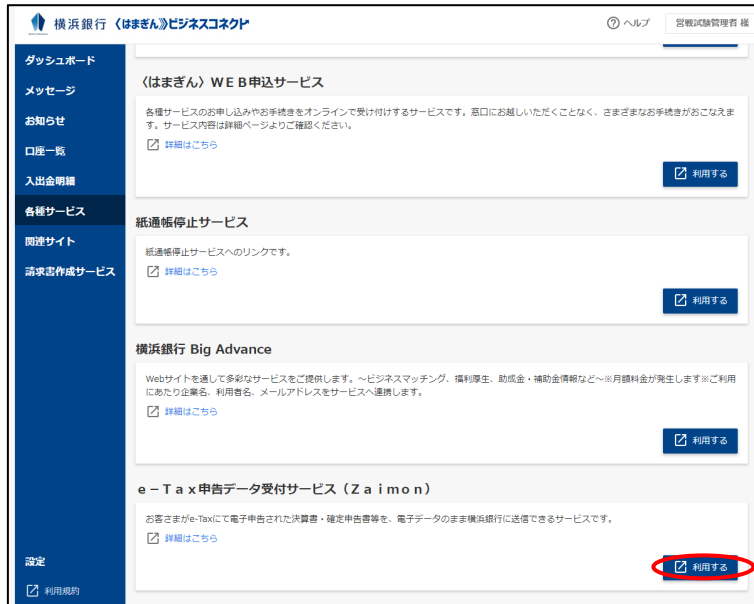 横浜銀行 〈はまぎん》ビジネスコネクト
ヘルプ
営戦試験管理者 様
ダッシュボード
メッセージ
お知らせ
口座一覧
入出金明細
各種サービス
関連サイト
請求書作成サービス
設定
利用規約
〈はまぎん〉ＷＥＢ申込サービス
各種サービスのお申し込みやお手続きをオンラインで受け付けするサービスです。窓口にお越しいただくことなく、さまざまなお手続きがおこなえま
す。サービス内容は詳細ページよりご確認ください。
詳細はこちら
利用する
紙通帳停止サービス
紙通帳停止サービスへのリンクです。
詳細はこちら
利用する
横浜銀行 Big Advance
Webサイトを通して多彩なサービスをご提供します。～ビジネスマッチング、福利厚生、助成金・補助金情報など～※月額料金が発生します※ご利用
にあたり企業名、利用者名、メールアドレスをサービスへ連携します。
詳細はこちら
利用する
ｅ－Ｔａｘ申告データ受付サービス（Ｚａｉｍｏｎ）
お客さまがe-Taxにて電子申告された決算書・確定申告書等を、電子データのまま横浜銀行に送信できるサービスです。
詳細はこちら
利用する